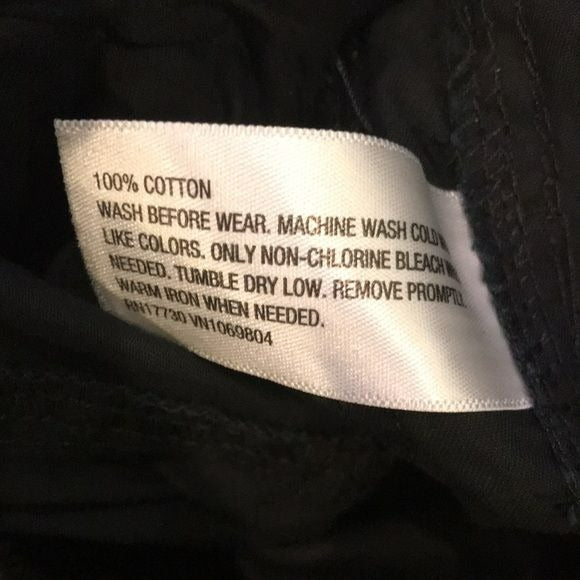 100% COTTON
WASH BEFORE WEAR. MACHINE WASH COLD
LIKE COLORS. ONLY NON-CHLORINE BLEACH
NEEDED. TUMBLE DRY LOW. REMOVE PROMPTLY.
WARM IRON WHEN NEEDED.
RN17730 VN1069804